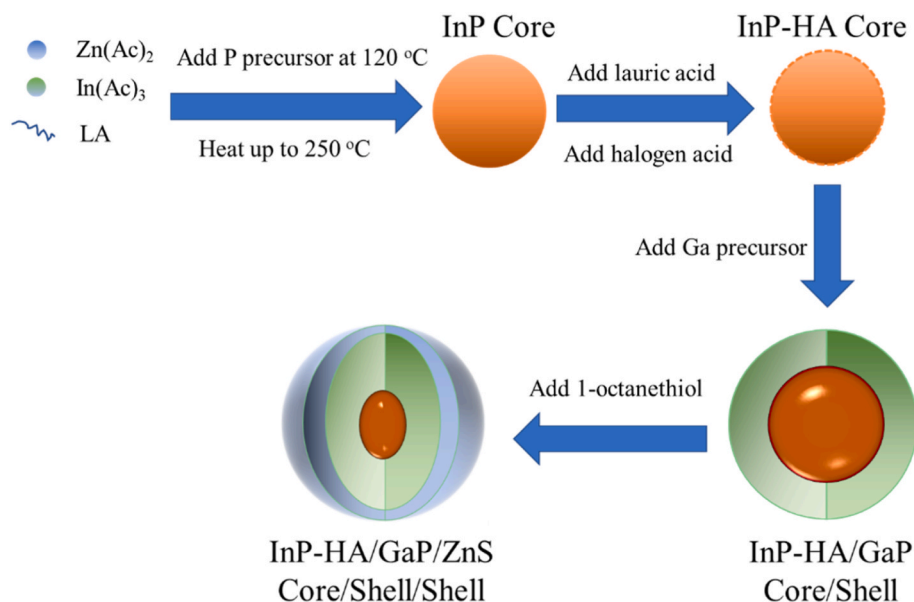 Zn(Ac)₂
In(Ac)₃
LA
Add P precursor at 120 °C
Heat up to 250 °C
InP Core
Add lauric acid
Add halogen acid
InP-HA Core
Add Ga precursor
InP-HA/GaP
Core/Shell
Add 1-octanethiol
InP-HA/GaP/ZnS
Core/Shell/Shell